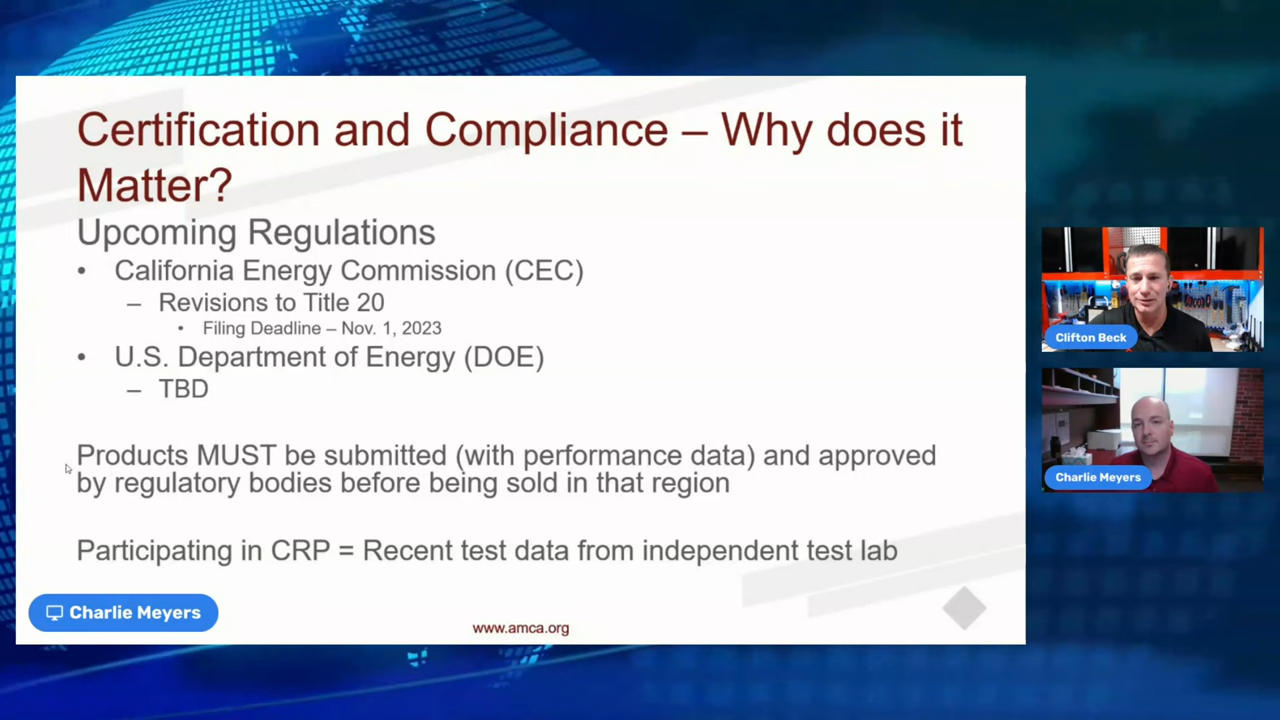 Certification and Compliance – Why does it
Matter?
Upcoming Regulations
• California Energy Commission (CEC)
– Revisions to Title 20
• Filing Deadline – Nov. 1, 2023
• U.S. Department of Energy (DOE)
– TBD
Products MUST be submitted (with performance data) and approved
by regulatory bodies before being sold in that region
Participating in CRP = Recent test data from independent test lab
Charlie Meyers
www.amca.org
Clifton Beck
Charlie Meyers